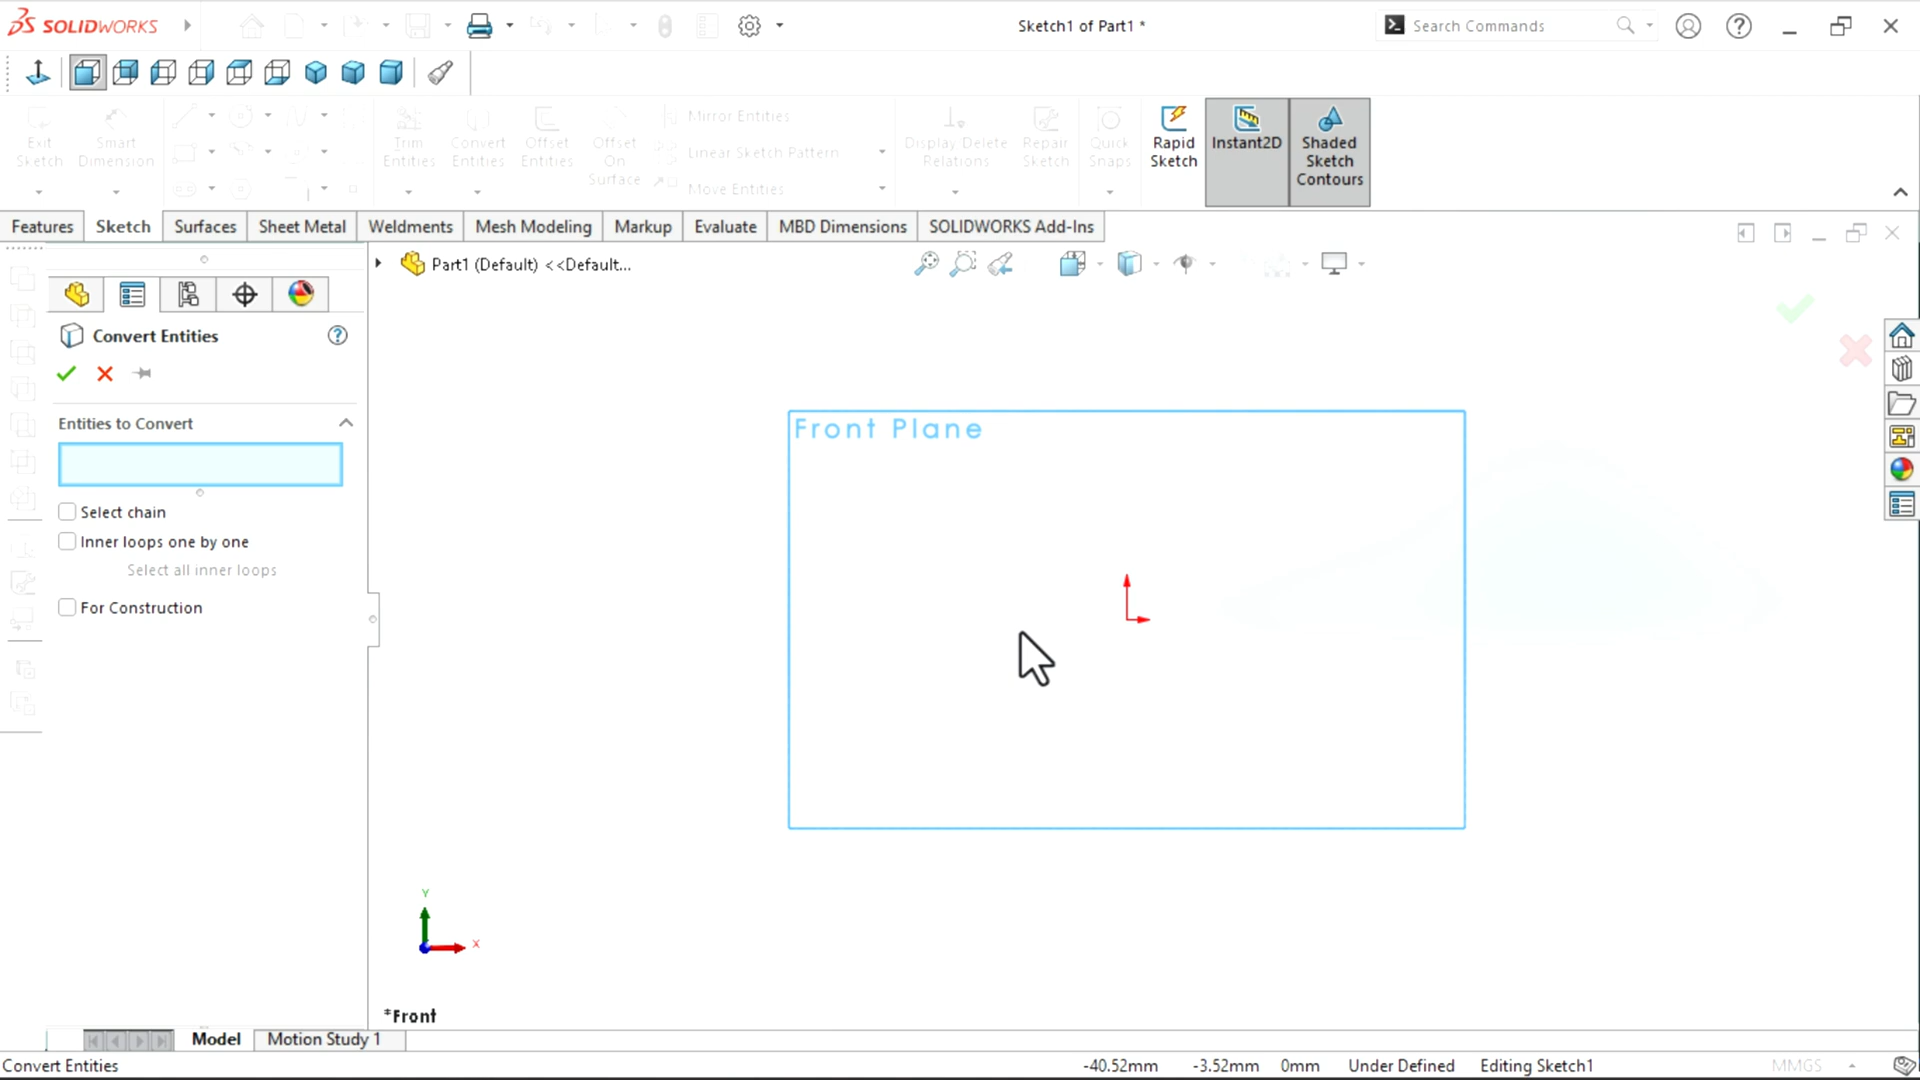 SOLIDWORKS
Sketch1 of Part1 *
Search Commands
Exit Sketch
Smart Dimension
Trim Entities
Convert Entities
Offset Entities
Offset On Surface
Mirror Entities
Linear Sketch Pattern
Move Entities
Display/Delete Relations
Repair Sketch
Quick Snaps
Rapid Sketch
Instant2D
Shaded Sketch Contours
Features
Sketch
Surfaces
Sheet Metal
Weldments
Mesh Modeling
Markup
Evaluate
MBD Dimensions
SOLIDWORKS Add-Ins
Part1 (Default) <<Default...
Convert Entities
Entities to Convert
Select chain
Inner loops one by one
Select all inner loops
For Construction
Front Plane
Y
X
*Front
Model
Motion Study 1
Convert Entities
-40.52mm
-3.52mm
0mm
Under Defined
Editing Sketch1
MMGS